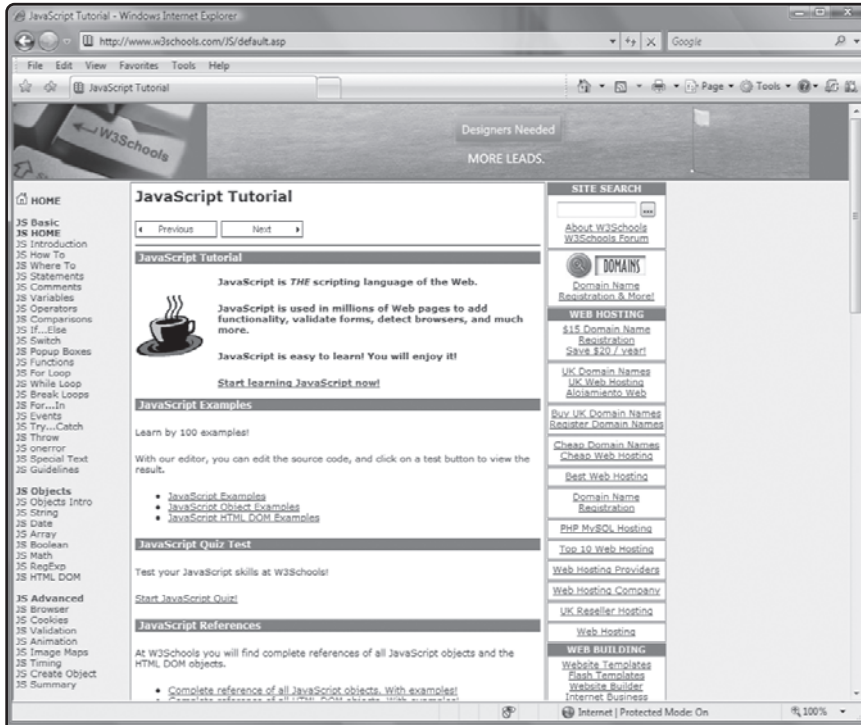 JavaScript Tutorial - Windows Internet Explorer
http://www.w3schools.com/JS/default.asp
Google
File Edit View Favorites Tools Help
JavaScript Tutorial
Page Tools
W3Schools
Designers Needed
MORE LEADS.
HOME
JS Basic
JS HOME
JS Introduction
JS How To
JS Where To
JS Statements
JS Comments
JS Variables
JS Operators
JS Comparisons
JS If...Else
JS Switch
JS Popup Boxes
JS Functions
JS For Loop
JS While Loop
JS Break Loops
JS For...In
JS Events
JS Try...Catch
JS Throw
JS onerror
JS Special Text
JS Guidelines
JS Objects
JS Objects Intro
JS String
JS Date
JS Array
JS Boolean
JS Math
JS RegExp
JS HTML DOM
JS Advanced
JS Browser
JS Cookies
JS Validation
JS Animation
JS Image Maps
JS Timing
JS Create Object
JS Summary
JavaScript Tutorial
Previous Next
JavaScript Tutorial
JavaScript is THE scripting language of the Web.
JavaScript is used in millions of Web pages to add
functionality, validate forms, detect browsers, and much
more.
JavaScript is easy to learn! You will enjoy it!
Start learning JavaScript now!
JavaScript Examples
Learn by 100 examples!
With our editor, you can edit the source code, and click on a test button to view the
result.
• JavaScript Examples
• JavaScript Object Examples
• JavaScript HTML DOM Examples
JavaScript Quiz Test
Test your JavaScript skills at W3Schools!
Start JavaScript Quiz!
JavaScript References
At W3Schools you will find complete references of all JavaScript objects and the
HTML DOM objects.
• Complete reference of all JavaScript objects. With examples!
SITE SEARCH
...
About W3Schools
W3Schools Forum
DOMAINS
Domain Name
Registration & More!
WEB HOSTING
$15 Domain Name
Registration
Save $20 / year!
UK Domain Names
UK Web Hosting
Alojamiento Web
Buy UK Domain Names
Register Domain Names
Cheap Domain Names
Cheap Web Hosting
Best Web Hosting
Domain Name
Registration
PHP MySQL Hosting
Top 10 Web Hosting
Web Hosting Providers
Web Hosting Company
UK Reseller Hosting
Web Hosting
WEB BUILDING
Website Templates
Flash Templates
Website Builder
Internet Business
Internet | Protected Mode: On 100%